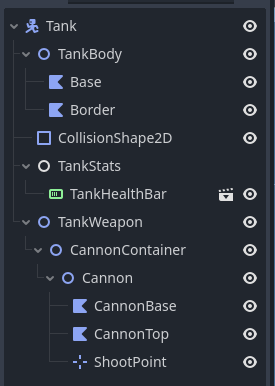 Tank
TankBody
Base
Border
CollisionShape2D
TankStats
TankHealthBar
TankWeapon
CannonContainer
Cannon
CannonBase
CannonTop
ShootPoint